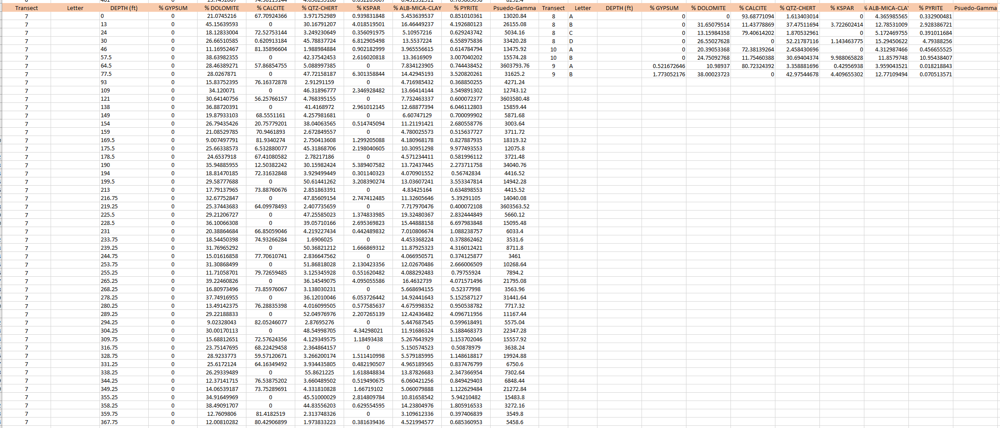 Transect Letter DEPTH (ft) % GYPSUM % DOLOMITE % CALCITE % QTZ-CHERT % KSPAR % ALB-MICA-CLAY % PYRITE Psuedo-Gamma Transect Letter DEPTH (ft) % GYPSUM % DOLOMITE % CALCITE % QTZ-CHERT % KSPAR % ALB-MICA-CLA % PYRITE Psuedo-Gamma
7 0 0 21.0745216 67.70924366 3.971752989 0.939831848 5.453639537 0.851010361 13020.84 8 A 0 0 93.68771094 1.613403014 0 4.365985565 0.332900481
7 13 0 45.15639593 0 30.16791207 4.018519501 16.46449237 4.192680123 26155.08 8 B 0 31.65079514 11.43778869 37.47511694 3.722602414 12.78531009 2.928386721
7 24 0 18.12833004 72.52753144 3.249230649 0.356091975 5.10957216 0.629243742 5034.16 8 C 0 13.15984358 79.40614202 1.870532961 0 5.172469755 0.391011684
7 30 0 26.66510585 0.620913184 45.78837724 6.812905498 13.5537224 6.558975836 33420.28 8 D 0 26.55027628 0 52.21787116 1.143463775 15.29450622 4.79388256
7 46 0 11.16952467 81.35896604 1.988984884 0.902182999 3.965556615 0.614784794 13475.92 10 A 0 20.39053368 72.38139264 2.458430696 0 4.312987466 0.456655525
7 57.5 0 38.63982355 0 42.37542453 2.616020818 13.3616909 3.007040202 15574.28 10 B 0 24.75092768 11.75460388 30.69404374 9.988065828 11.8579748 10.95438407
7 64.5 0 28.46389271 57.86854755 5.088997385 0 7.834123905 0.744438452 3603793.76 9 A 0.521672646 10.98937 80.72324392 3.358881696 0.42956938 3.959043521 0.018218843
7 77.5 0 28.0267871 0 47.72158187 6.301358844 14.42945193 3.520820261 31625.2 9 B 1.773052176 38.00023723 0 42.97544678 4.409655302 12.77109494 0.070513571
7 93 0 15.83752395 76.16372878 2.91291159 0 4.716985432 0.368850255 4271.24
7 109 0 34.120071 0 46.31896777 2.346928482 13.66414144 3.549891302 12743.12
7 121 0 30.64140756 56.25766157 4.768395155 0 7.732463337 0.600072377 3603580.48
7 138 0 36.88720391 0 41.4168972 2.961012145 12.68877394 6.046112803 15859.44
7 149 0 19.87933103 68.5551161 4.257981681 0 6.60747129 0.700099902 5871.68
7 154 0 26.79435426 20.75779201 38.04063565 0.514745094 11.21191421 2.680558776 3003.64
7 159 0 21.08529785 70.9461893 2.672849557 0 4.780025573 0.515637727 3711.72
7 169.5 0 9.007497791 81.9340274 2.750413608 1.299205088 4.180968178 0.827887935 18319.32
7 175.5 0 25.66338573 6.532880077 45.31868706 2.198040605 10.30951298 9.977493553 12075.8
7 178.5 0 24.6537918 67.41080582 2.78217186 0 4.571234411 0.581996112 3721.48
7 190 0 35.94885955 12.50382242 30.15982424 5.389407582 13.72437445 2.273711758 34040.76
7 194 0 18.81470185 72.31632848 3.929499449 0.301140323 4.070901552 0.56742834 4416.52
7 199.5 0 29.58777688 0 50.61441262 3.208390274 13.03607241 3.553347814 14942.28
7 213 0 17.79137965 73.88760676 2.851863391 0 4.83425164 0.634898553 4415.52
7 216.75 0 32.67752847 0 47.85609154 2.747412485 11.32605646 5.39291105 14040.08
7 219.25 0 25.37443683 64.09978493 2.407735659 0 7.717970476 0.400072108 3603563.52
7 225.5 0 29.21206727 0 47.25585023 1.374833985 19.32480367 2.832444849 5660.12
7 228.5 0 36.10066308 0 39.05710166 2.695369823 15.44888158 6.697983848 15095.48
7 231 0 20.38864684 66.85059046 4.219227434 0.442489832 7.010806674 1.088238757 6033.4
7 233.75 0 18.54450398 74.93266284 1.6906025 0 4.453368224 0.378862462 3531.6
7 239.25 0 31.76965292 0 50.36821212 1.666869312 11.87925323 4.316012421 8711.8
7 244.75 0 15.01616858 77.70610741 2.836647562 0 4.066950571 0.374125877 3461
7 253.75 0 31.30868499 0 51.86818028 2.130423356 12.02670486 2.666006509 10268.64
7 255.25 0 11.71058701 79.72659485 3.125345928 0.551620482 4.088292483 0.79755924 7894.2
7 265.25 0 39.22460826 0 36.14549075 4.095055586 16.4632739 4.071571496 21795.08
7 268.25 0 16.80973496 73.85976067 3.138030231 0 5.668694155 0.52377998 3563.96
7 278.25 0 37.74916955 0 36.12010046 6.053726442 14.92441643 5.152587127 31441.64
7 280.25 0 13.49142375 76.28835398 4.016099505 0.577585637 4.675998352 0.950538782 7717.32
7 289.25 0 29.22188833 0 52.04976976 2.207265139 12.42436482 4.096711956 11167.44
7 294.25 0 9.02328043 82.05246077 2.87695276 0 5.447687545 0.599618491 5575.04
7 304.25 0 30.00170113 0 48.54998705 4.34298021 11.91686324 5.188468373 22347.28
7 309.75 0 15.68812651 72.57624356 4.129349575 1.18493438 5.267643929 1.153702046 15557.92
7 316.75 0 23.75147695 68.22429458 2.364864157 0 5.150574523 0.50878979 3638.24
7 328.75 0 28.9233773 59.57120671 3.266200174 1.511410998 5.579185995 1.148618817 19924.88
7 331.25 0 25.6172124 64.16349492 3.934435805 0.482190507 4.965189565 0.837476799 6750.6
7 338.25 0 26.29339489 0 55.8621225 1.618848834 13.87826683 2.347366954 7302.64
7 344.25 0 12.37141715 76.53875202 3.660489502 0.519490675 6.060421256 0.849429403 6848.44
7 349.25 0 14.06539187 73.75289691 4.331810828 1.66719102 5.060079888 1.122629484 21272.84
7 355.25 0 34.91649969 0 45.51000029 2.814809784 10.81658542 5.94210482 15483.8
7 358.25 0 38.49091707 0 44.83556203 0.629554595 14.23804976 1.805916533 3272.16
7 359.75 0 12.7609806 81.4182519 2.313748326 0 3.109612336 0.397406839 3549.8
7 367.75 0 12.00810282 80.42906899 1.973833223 0.381639436 4.521994577 0.685360953 5458.6